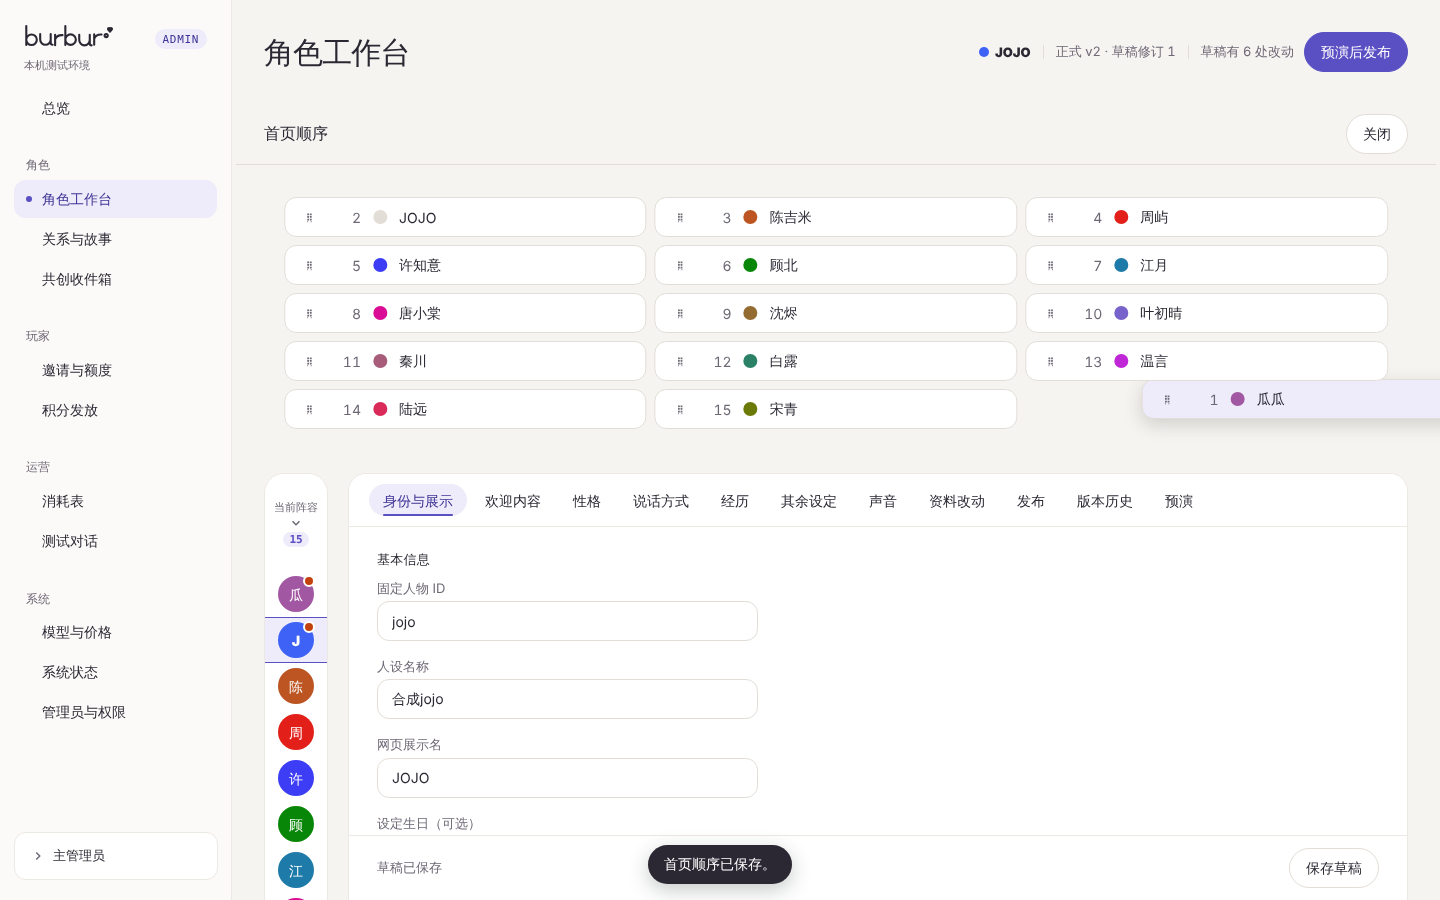 burbur
ADMIN
本机测试环境
总览
角色
角色工作台
关系与故事
共创收件箱
玩家
邀请与额度
积分发放
运营
消耗表
测试对话
系统
模型与价格
系统状态
管理员与权限
主管理员
角色工作台
JOJO
正式 v2 · 草稿修订 1
草稿有 6 处改动
预演后发布
首页顺序
关闭
2 JOJO
3 陈吉米
4 周屿
5 许知意
6 顾北
7 江月
8 唐小棠
9 沈烬
10 叶初晴
11 秦川
12 白露
13 温言
14 陆远
15 宋青
1 瓜瓜
当前阵容
15
瓜
J
陈
周
许
顾
江
身份与展示
欢迎内容
性格
说话方式
经历
其余设定
声音
资料改动
发布
版本历史
预演
基本信息
固定人物 ID
jojo
人设名称
合成jojo
网页展示名
JOJO
设定生日（可选）
草稿已保存
首页顺序已保存。
保存草稿